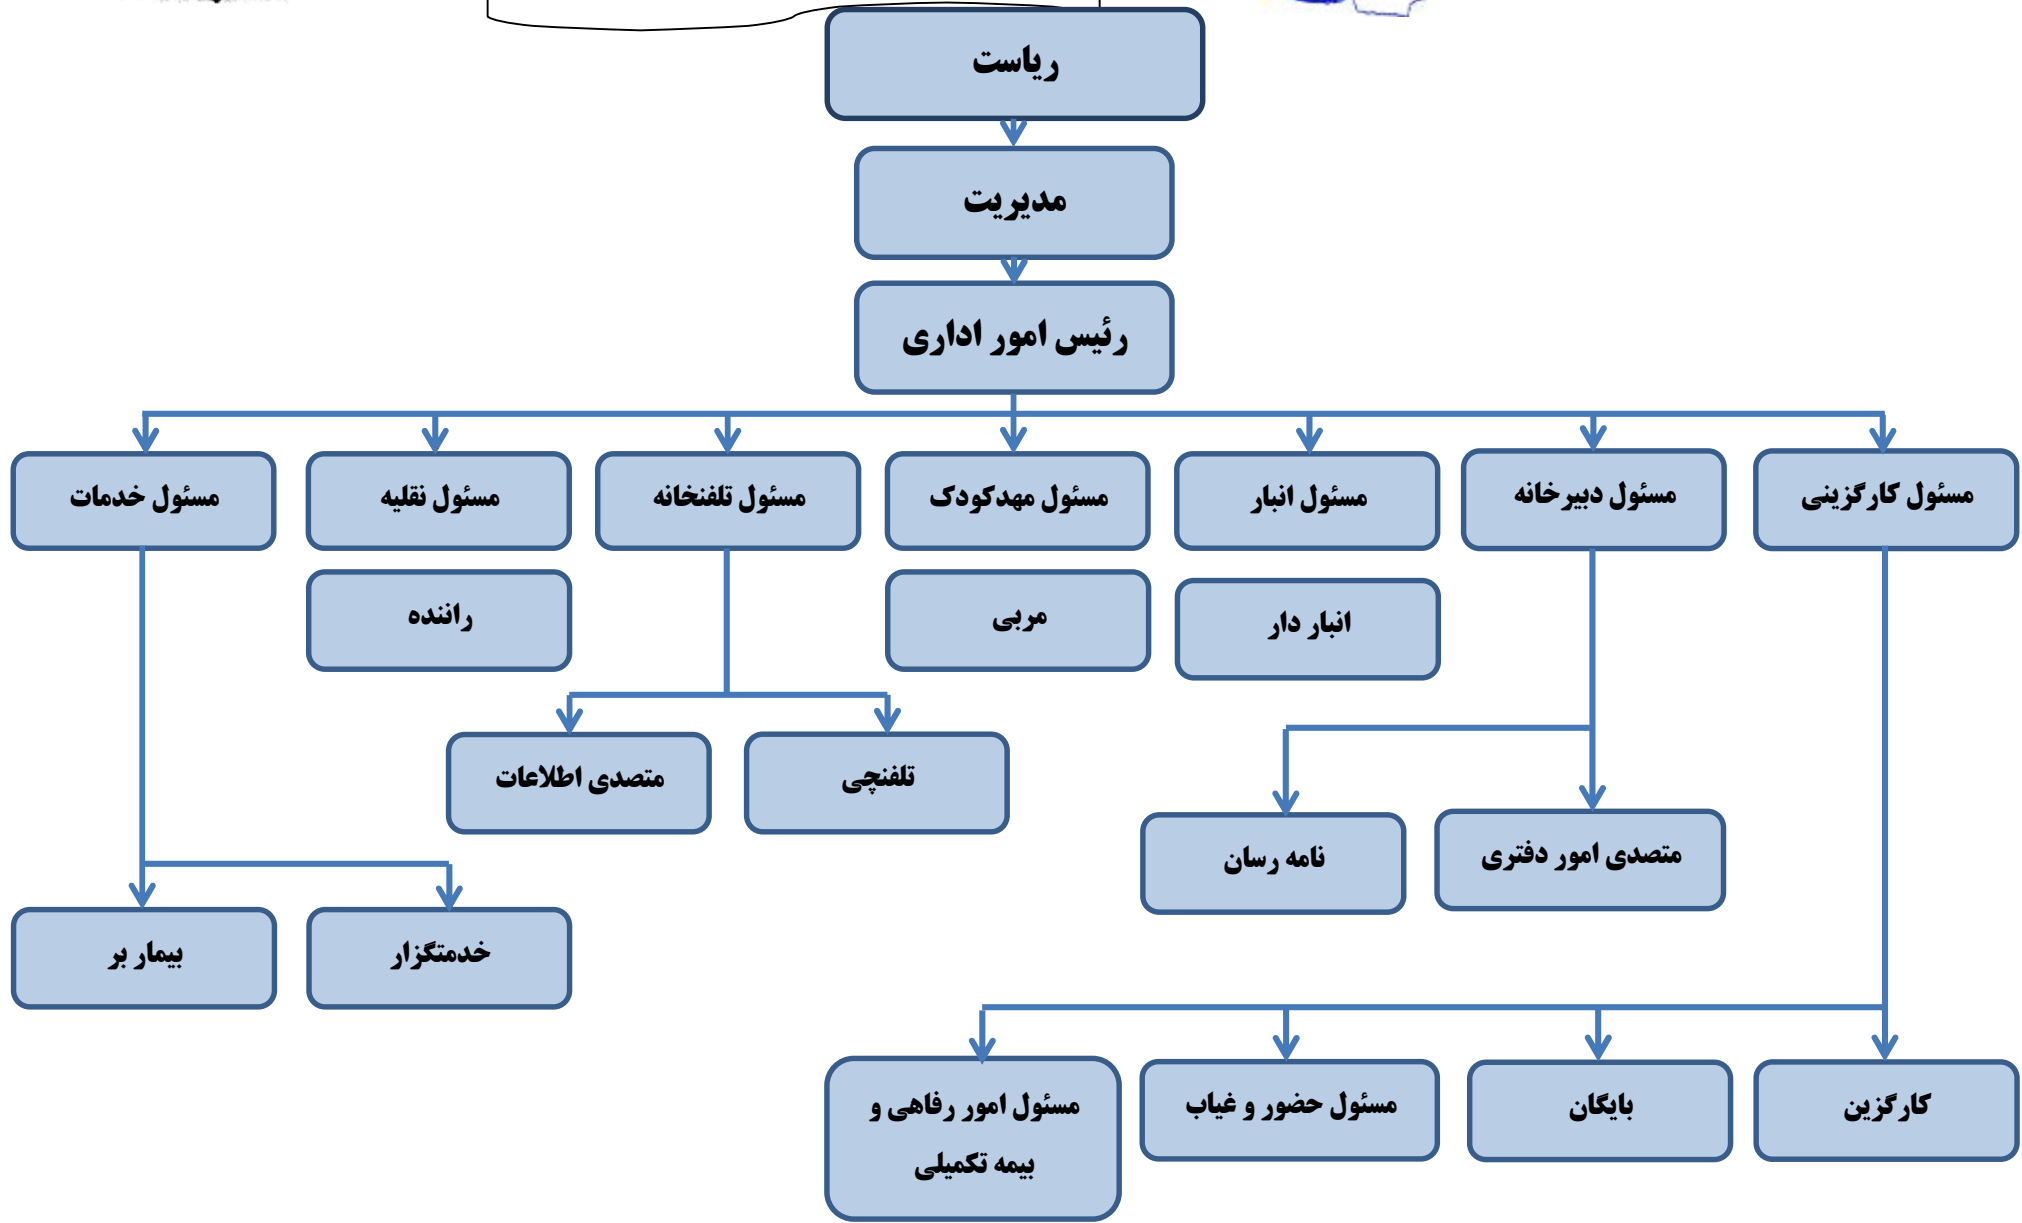 ریاست
مدیریت
رئیس امور اداری
مسئول کارگزینی
مسئول دبیرخانه
مسئول انبار
مسئول مهدکودک
مسئول تلفنخانه
مسئول نقلیه
مسئول خدمات
انبار دار
مربی
راننده
تلفنچی
متصدی اطلاعات
متصدی امور دفتری
نامه رسان
خدمتگزار
بیمار بر
کارگزین
بایگان
مسئول حضور و غیاب
مسئول امور رفاهی و
بیمه تکمیلی